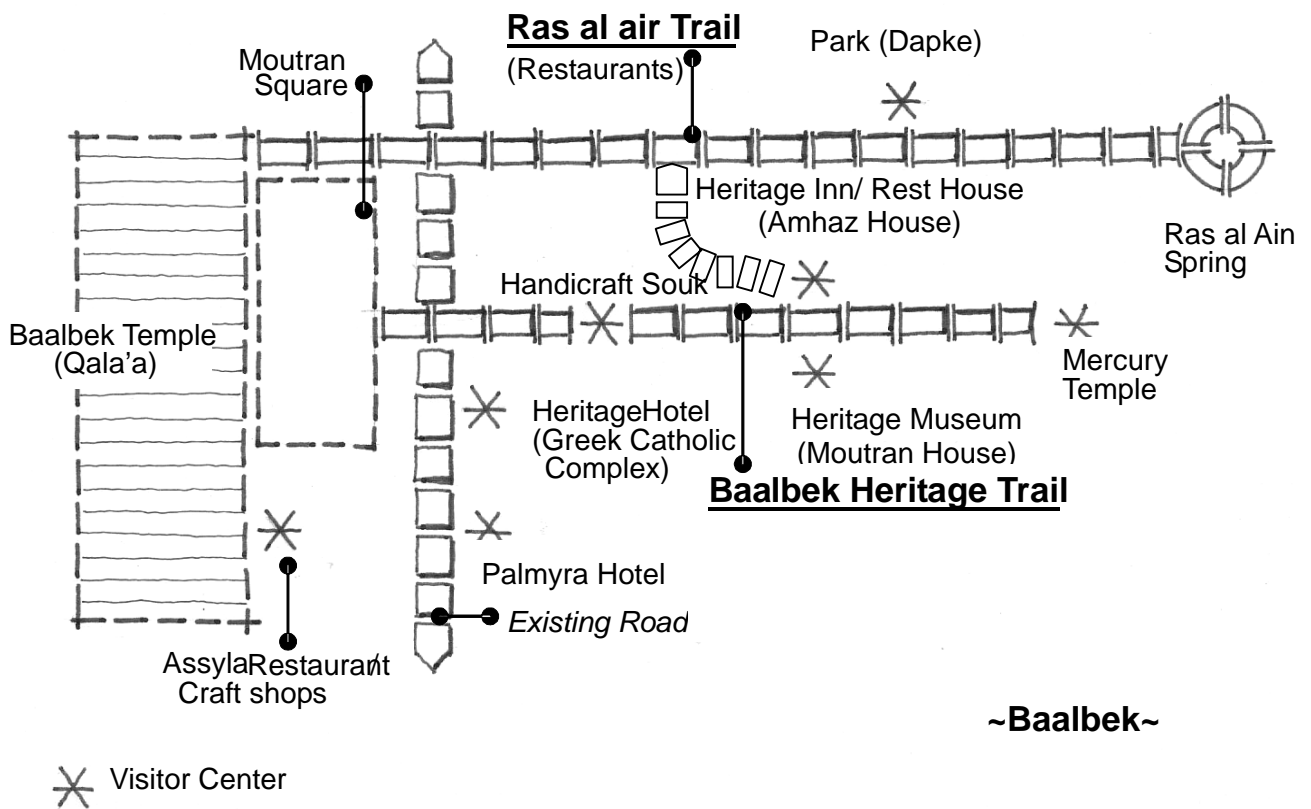 Ras al air Trail
(Restaurants)
Park (Dapke)
Moutran
Square
Heritage Inn/ Rest House
(Amhaz House)
Ras al Ain
Spring
Handicraft Souk
Baalbek Temple
(Qala’a)
Mercury
Temple
HeritageHotel
(Greek Catholic
Complex)
Heritage Museum
(Moutran House)
Baalbek Heritage Trail
Palmyra Hotel
Existing Road
AssylaRestaurant/
Craft shops
~Baalbek~
Visitor Center